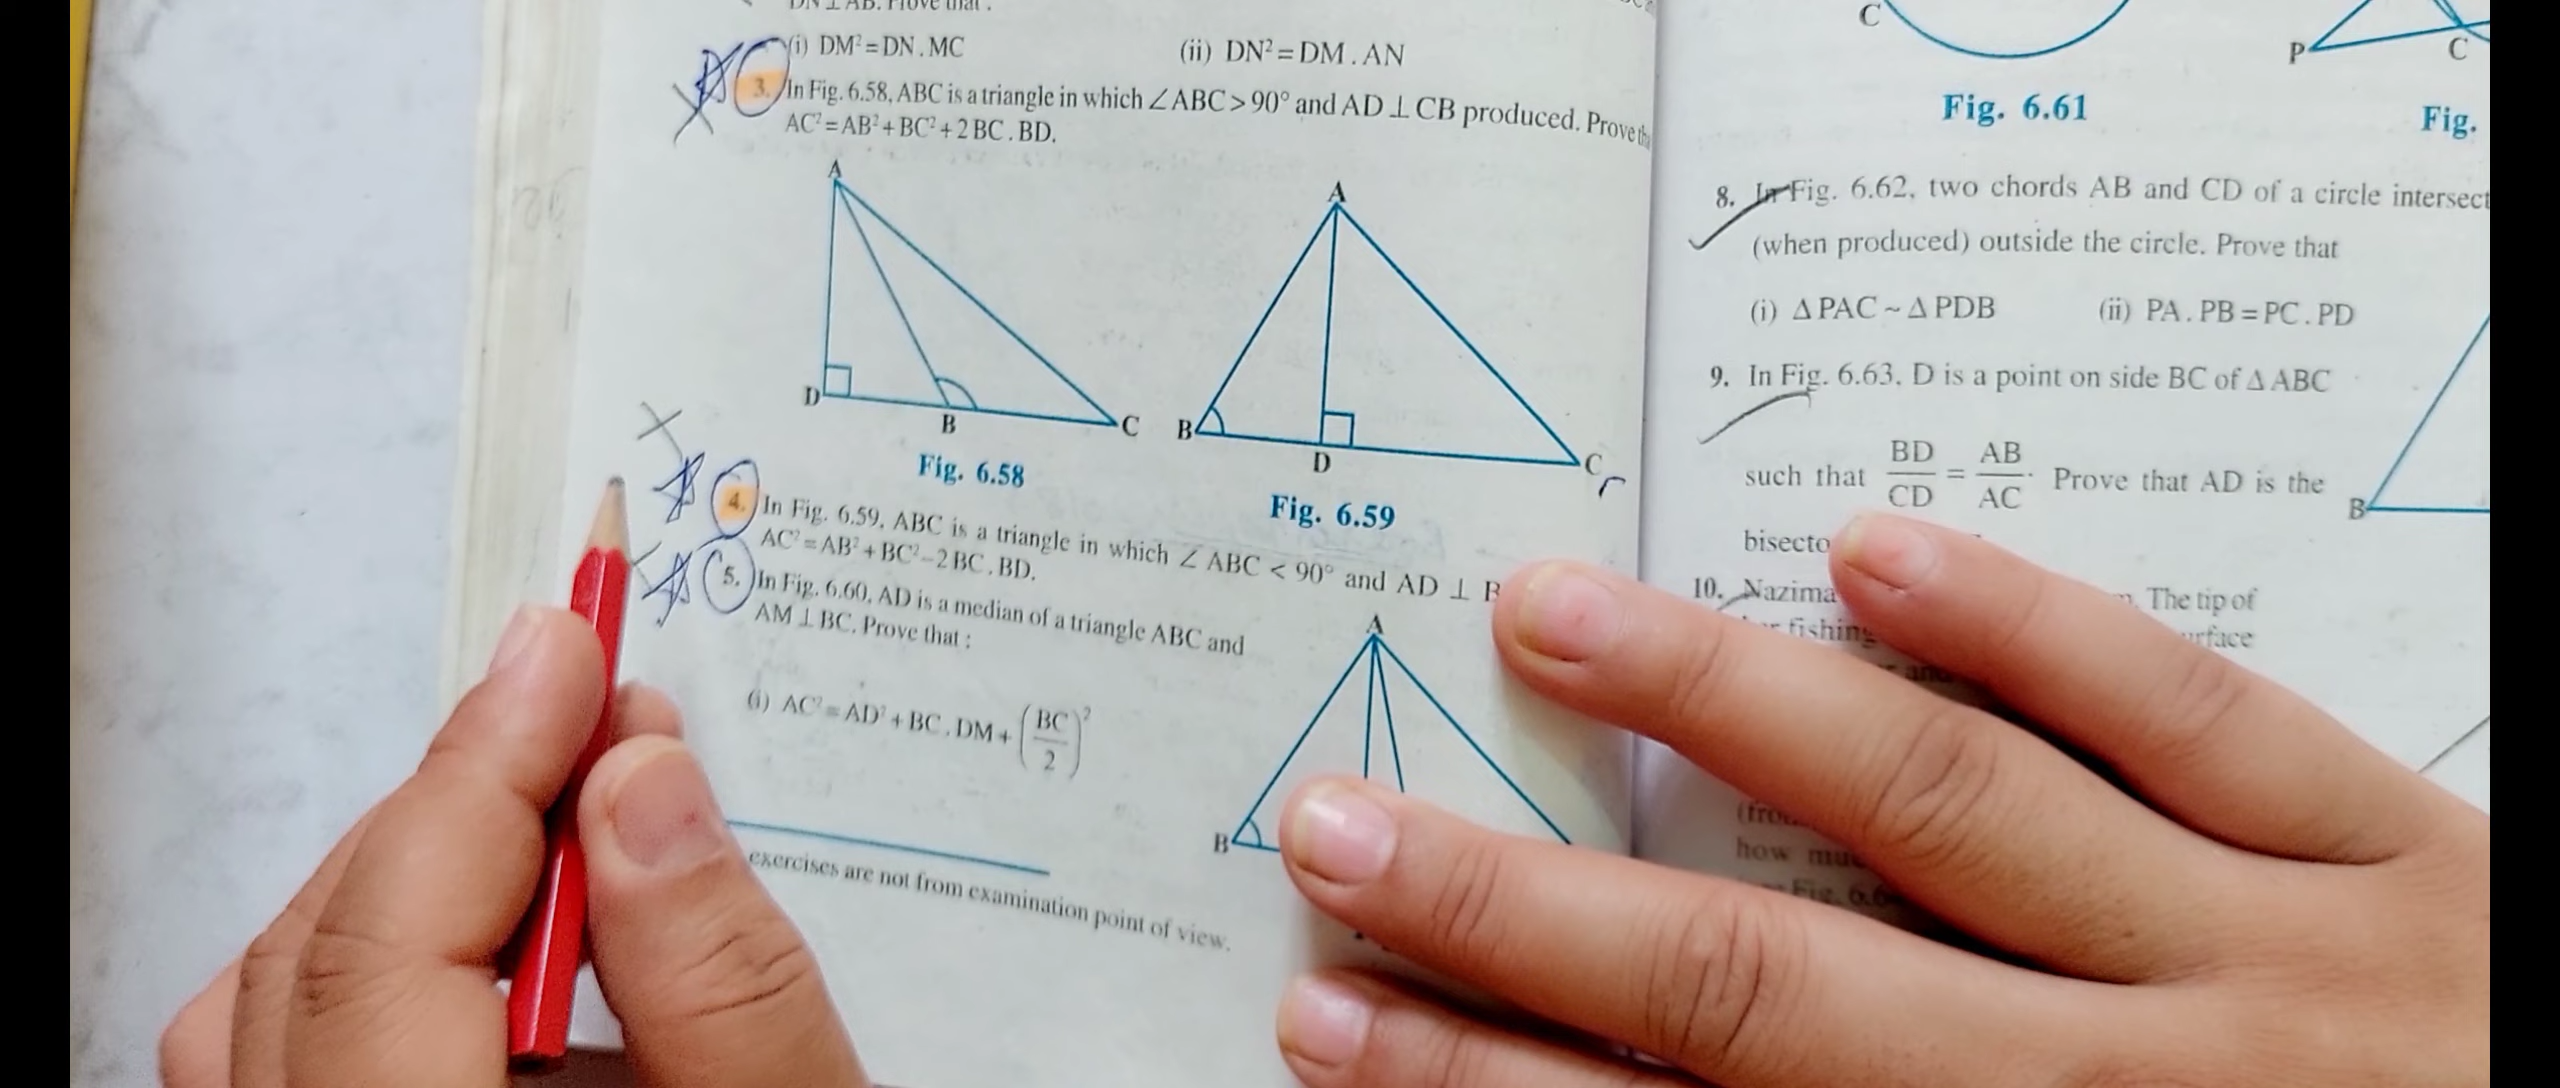 DN ⊥ AB. Prove that :
(i) DM² = DN . MC (ii) DN² = DM . AN
3. In Fig. 6.58, ABC is a triangle in which ∠ ABC > 90° and AD ⊥ CB produced. Prove
AC² = AB² + BC² + 2 BC . BD.
A
D
B
C
Fig. 6.58
A
B
D
C
Fig. 6.59
4. In Fig. 6.59, ABC is a triangle in which ∠ ABC < 90° and AD ⊥
AC² = AB² + BC² – 2 BC . BD.
5. In Fig. 6.60, AD is a median of a triangle ABC and
AM ⊥ BC. Prove that :
(i) AC² = AD² + BC . DM + (BC/2)²
A
B
exercises are not from examination point of view.
C
P
C
Fig. 6.61
Fig.
8. In Fig. 6.62, two chords AB and CD of a circle intersect
(when produced) outside the circle. Prove that
(i) Δ PAC ~ Δ PDB (ii) PA . PB = PC . PD
9. In Fig. 6.63, D is a point on side BC of Δ ABC
such that BD/CD = AB/AC. Prove that AD is the
B
10. Nazima The tip of
fishing
how